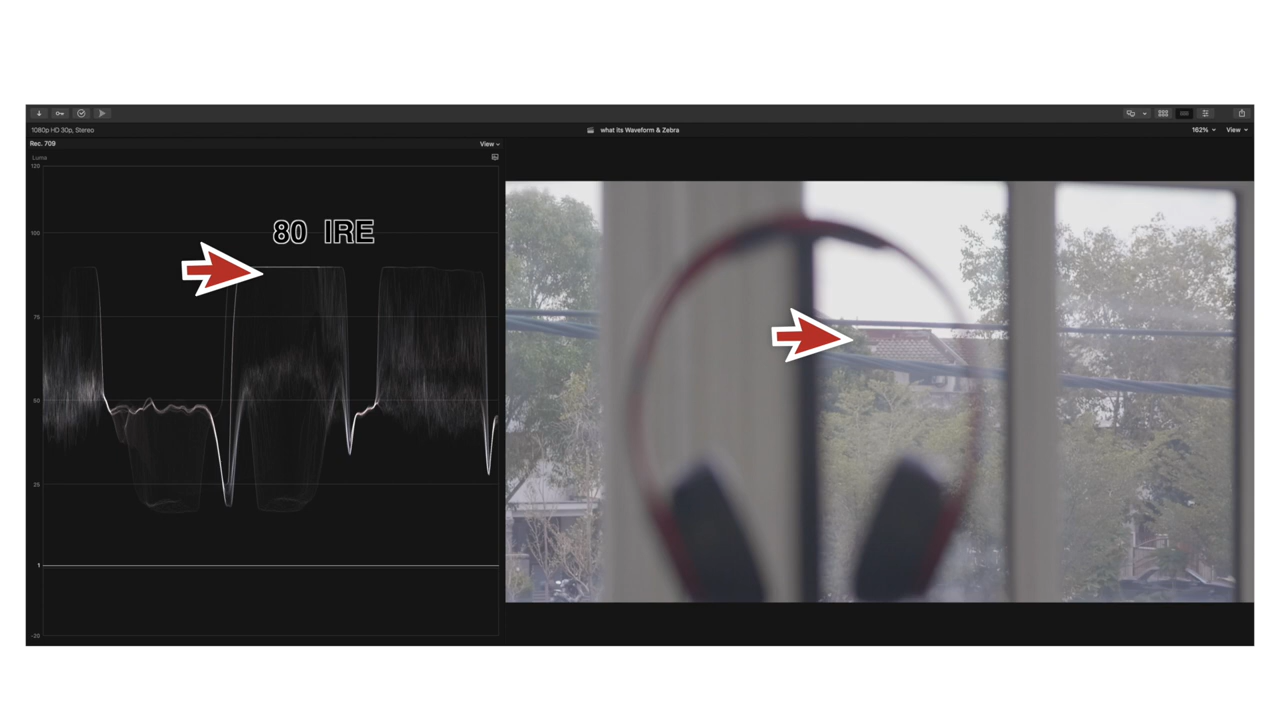 1080p HD 30p, Stereo
what its Waveform & Zebra
162%
View
Rec. 709
View
Luma
120
100
80 IRE
75
50
25
1
-20